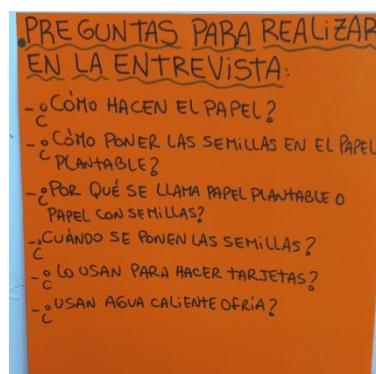 PREGUNTAS PARA REALIZAR
EN LA ENTREVISTA:
- ¿CÓMO HACEN EL PAPEL?
- ¿CÓMO PONER LAS SEMILLAS EN EL PAPEL
PLANTABLE?
- ¿POR QUÉ SE LLAMA PAPEL PLANTABLE O
PAPEL CON SEMILLAS?
- ¿CUÁNDO SE PONEN LAS SEMILLAS?
- ¿LO USAN PARA HACER TARJETAS?
- ¿USAN AGUA CALIENTE O FRÍA?